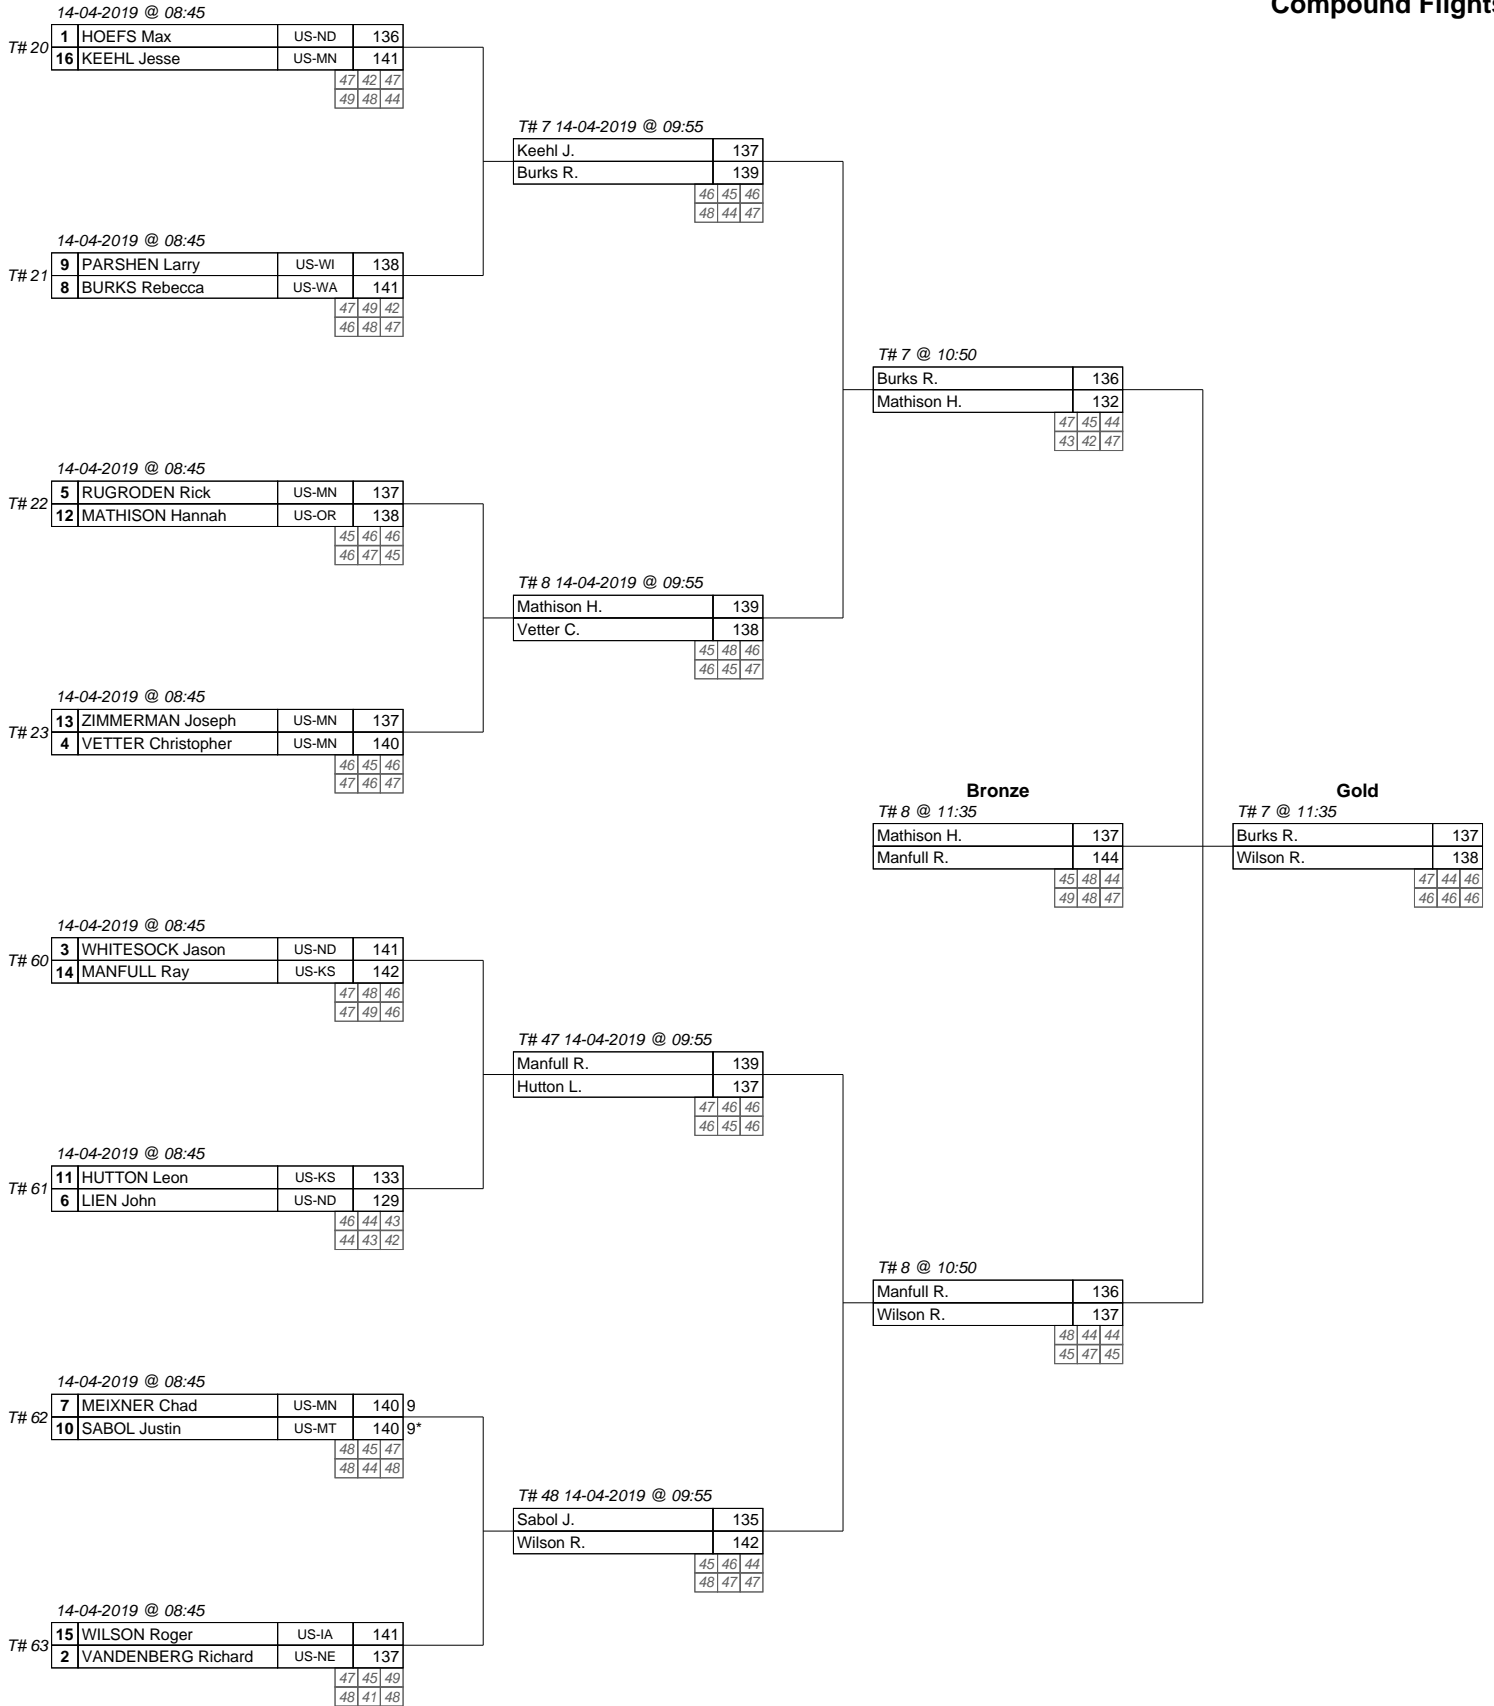 Compound Flights
14-04-2019 @ 08:45
T# 20
1 HOEFS Max US-ND 136
16 KEEHL Jesse US-MN 141
47 42 47
49 48 44
T# 7 14-04-2019 @ 09:55
Keehl J. 137
Burks R. 139
46 45 46
48 44 47
14-04-2019 @ 08:45
T# 21
9 PARSHEN Larry US-WI 138
8 BURKS Rebecca US-WA 141
47 49 42
46 48 47
T# 7 @ 10:50
Burks R. 136
Mathison H. 132
47 45 44
43 42 47
14-04-2019 @ 08:45
T# 22
5 RUGRODEN Rick US-MN 137
12 MATHISON Hannah US-OR 138
45 46 46
46 47 45
T# 8 14-04-2019 @ 09:55
Mathison H. 139
Vetter C. 138
45 48 46
46 45 47
14-04-2019 @ 08:45
T# 23
13 ZIMMERMAN Joseph US-MN 137
4 VETTER Christopher US-MN 140
46 45 46
47 46 47
Bronze
T# 8 @ 11:35
Mathison H. 137
Manfull R. 144
45 48 44
49 48 47
Gold
T# 7 @ 11:35
Burks R. 137
Wilson R. 138
47 44 46
46 46 46
14-04-2019 @ 08:45
T# 60
3 WHITESOCK Jason US-ND 141
14 MANFULL Ray US-KS 142
47 48 46
47 49 46
T# 47 14-04-2019 @ 09:55
Manfull R. 139
Hutton L. 137
47 46 46
46 45 46
14-04-2019 @ 08:45
T# 61
11 HUTTON Leon US-KS 133
6 LIEN John US-ND 129
46 44 43
44 43 42
T# 8 @ 10:50
Manfull R. 136
Wilson R. 137
48 44 44
45 47 45
14-04-2019 @ 08:45
T# 62
7 MEIXNER Chad US-MN 140 9
10 SABOL Justin US-MT 140 9*
48 45 47
48 44 48
T# 48 14-04-2019 @ 09:55
Sabol J. 135
Wilson R. 142
45 46 44
48 47 47
14-04-2019 @ 08:45
T# 63
15 WILSON Roger US-IA 141
2 VANDENBERG Richard US-NE 137
47 45 49
48 41 48